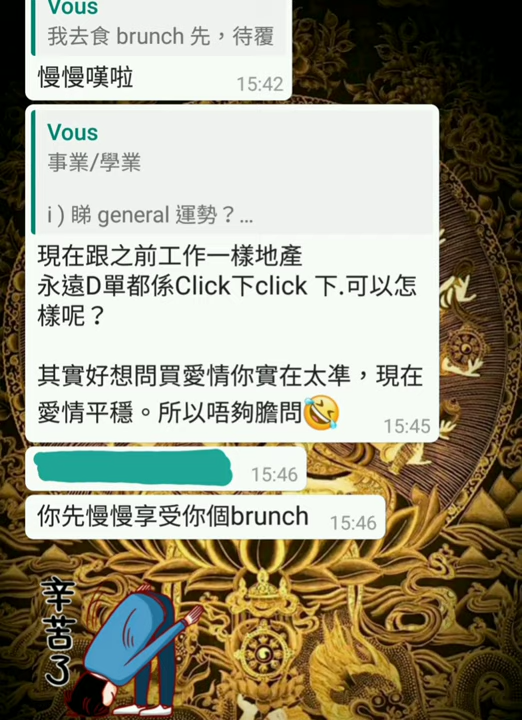 Vous
我去食 brunch 先，待覆
慢慢嘆啦
15:42
Vous
事業/學業
i ) 睇 general 運勢？...
現在跟之前工作一樣地產
永遠D單都係Click下click 下.可以怎
樣呢？
其實好想問買愛情你實在太準，現在
愛情平穩。所以唔夠膽問🤣
15:45
15:46
你先慢慢享受你個brunch
15:46
辛苦了